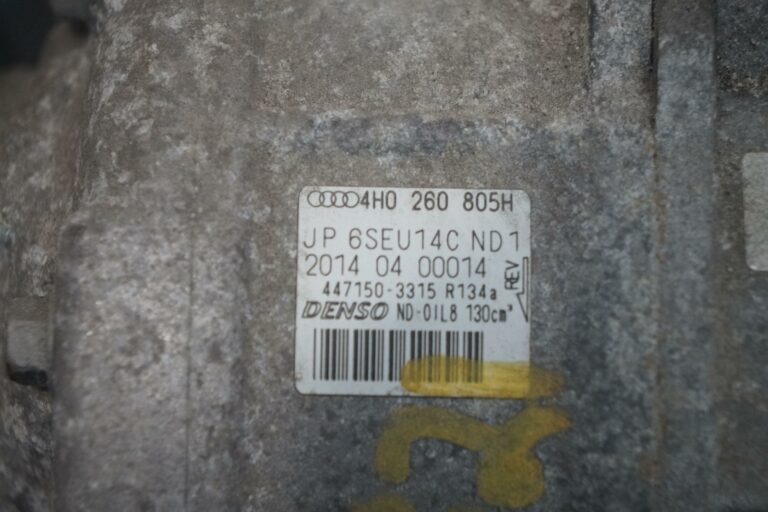 4H0 260 805H
JP 6SEU14C ND1
2014 04 00014
REV
447150-3315 R134a
DENSO ND-OIL8 130cm³